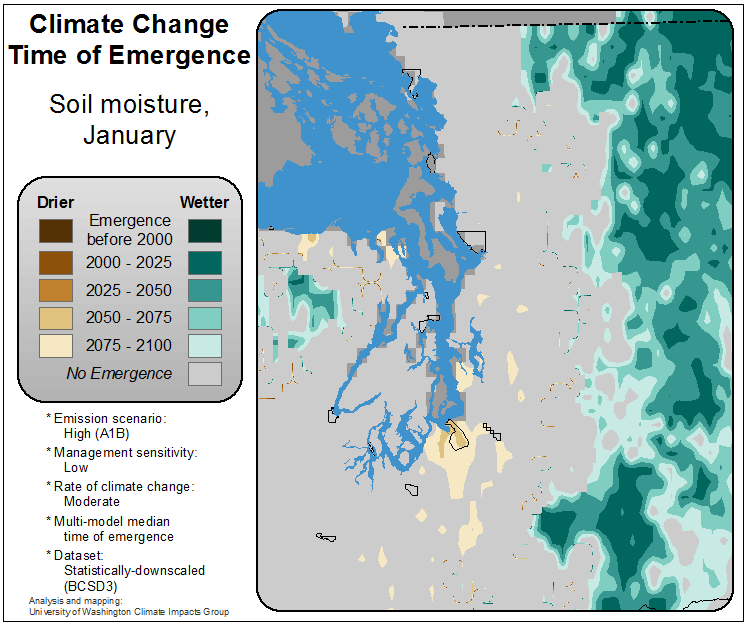 Climate Change
Time of Emergence
Soil moisture,
January
Drier Wetter
Emergence
before 2000
2000 - 2025
2025 - 2050
2050 - 2075
2075 - 2100
No Emergence
* Emission scenario:
High (A1B)
* Management sensitivity:
Low
* Rate of climate change:
Moderate
* Multi-model median
time of emergence
* Dataset:
Statistically-downscaled
(BCSD3)
Analysis and mapping:
University of Washington Climate Impacts Group